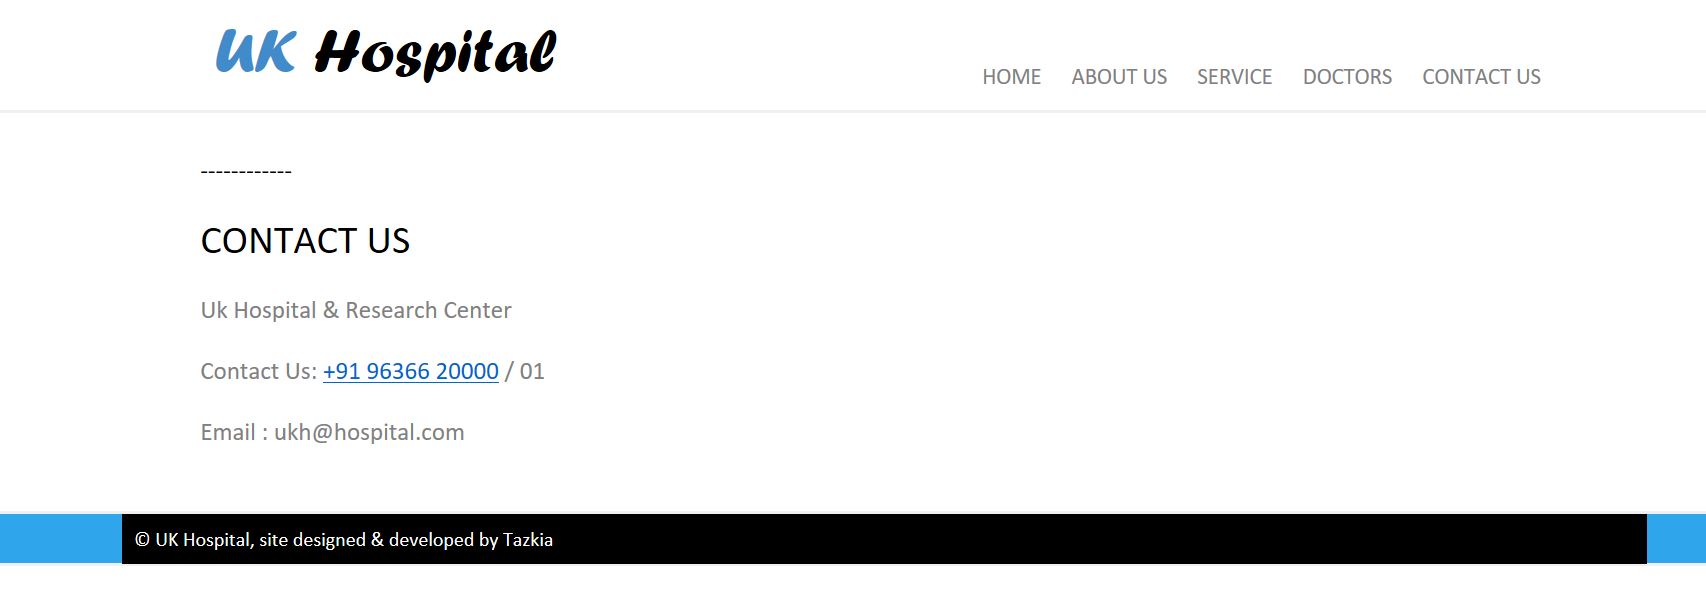 UK Hospital
HOME ABOUT US SERVICE DOCTORS CONTACT US
------------
CONTACT US
Uk Hospital & Research Center
Contact Us: +91 96366 20000 / 01
Email : ukh@hospital.com
© UK Hospital, site designed & developed by Tazkia